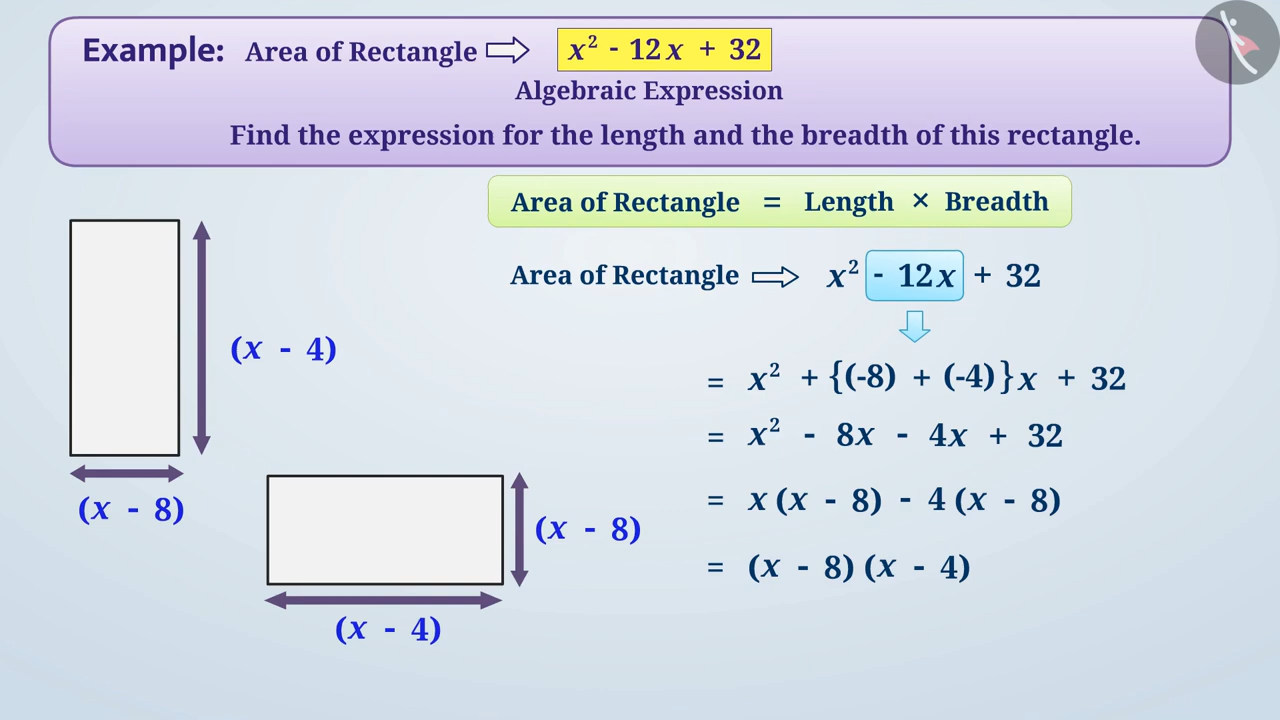 Example: Area of Rectangle ⇨ x² - 12x + 32
Algebraic Expression
Find the expression for the length and the breadth of this rectangle.
Area of Rectangle = Length × Breadth
Area of Rectangle ⇨ x² - 12x + 32
= x² + {(-8) + (-4)}x + 32
= x² - 8x - 4x + 32
= x (x - 8) - 4 (x - 8)
= (x - 8) (x - 4)
(x - 4)
(x - 8)
(x - 8)
(x - 4)